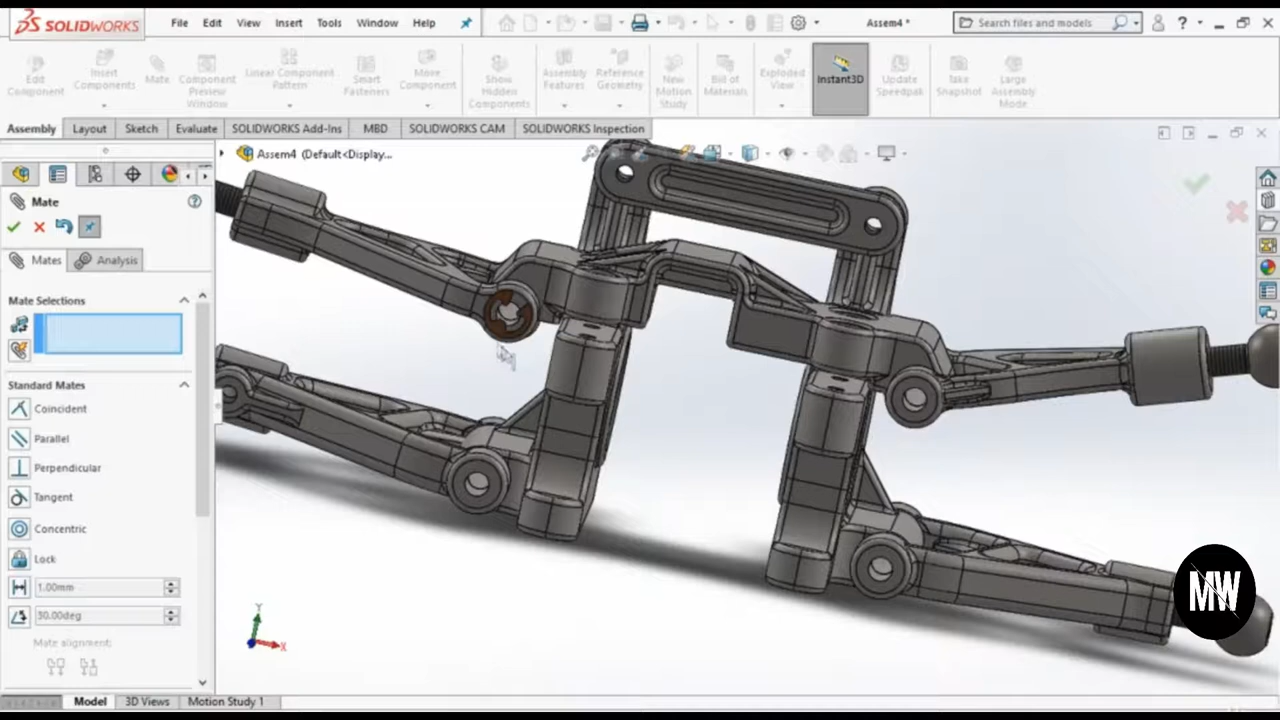 SOLIDWORKS File Edit View Insert Tools Window Help Assem4 * Search files and models ?
Edit Component
Insert Components
Mate
Component Preview Window
Linear Component Pattern
Smart Fasteners
Move Component
Show Hidden Components
Assembly Features
Reference Geometry
New Motion Study
Bill of Materials
Exploded View
Instant3D
Update Speedpak
Take Snapshot
Large Assembly Mode
Assembly Layout Sketch Evaluate SOLIDWORKS Add-Ins MBD SOLIDWORKS CAM SOLIDWORKS Inspection
Assem4 (Default<Display...
Mate
Mates Analysis
Mate Selections
Standard Mates
Coincident
Parallel
Perpendicular
Tangent
Concentric
Lock
1.00mm
30.00deg
Mate alignment:
Y
X
MW
Model 3D Views Motion Study 1